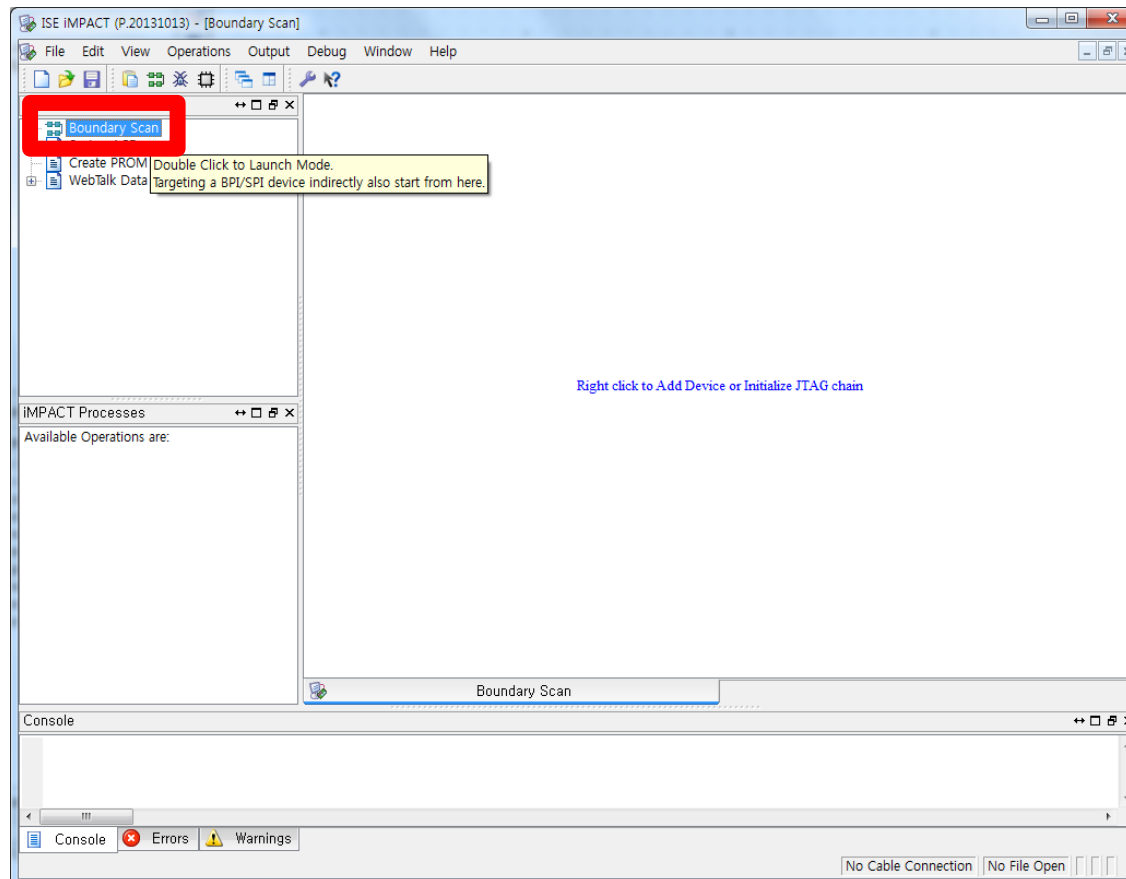 ISE iMPACT (P.20131013) - [Boundary Scan]
File Edit View Operations Output Debug Window Help
Boundary Scan
Create PROM
WebTalk Data
Double Click to Launch Mode.
Targeting a BPI/SPI device indirectly also start from here.
Right click to Add Device or Initialize JTAG chain
iMPACT Processes
Available Operations are:
Boundary Scan
Console
Console Errors Warnings
No Cable Connection No File Open